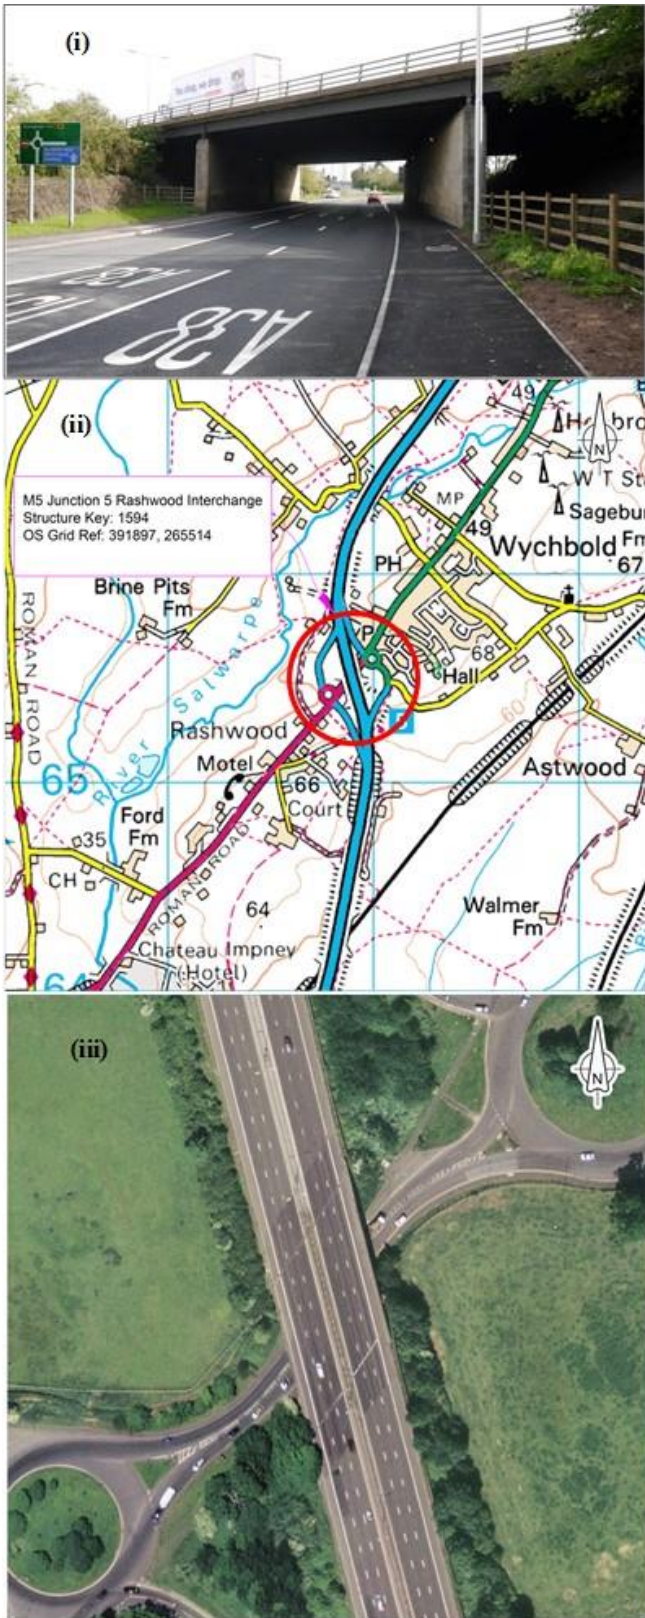 (i)
A38
A38
(ii)
M5 Junction 5 Rashwood Interchange
Structure Key: 1594
OS Grid Ref: 391897, 265514
49
N
MP
W T Sta
Sagebur
49
Wychbold
Fm
67
PH
Brine Pits
Fm
ROMAN ROAD
River Salwarpe
68
Hall
60
Rashwood
Motel
65
66
Court
Astwood
Ford
Fm
35
CH
ROMAN ROAD
64
Walmer
Fm
Chateau Impney
(Hotel)
64
(iii)
N